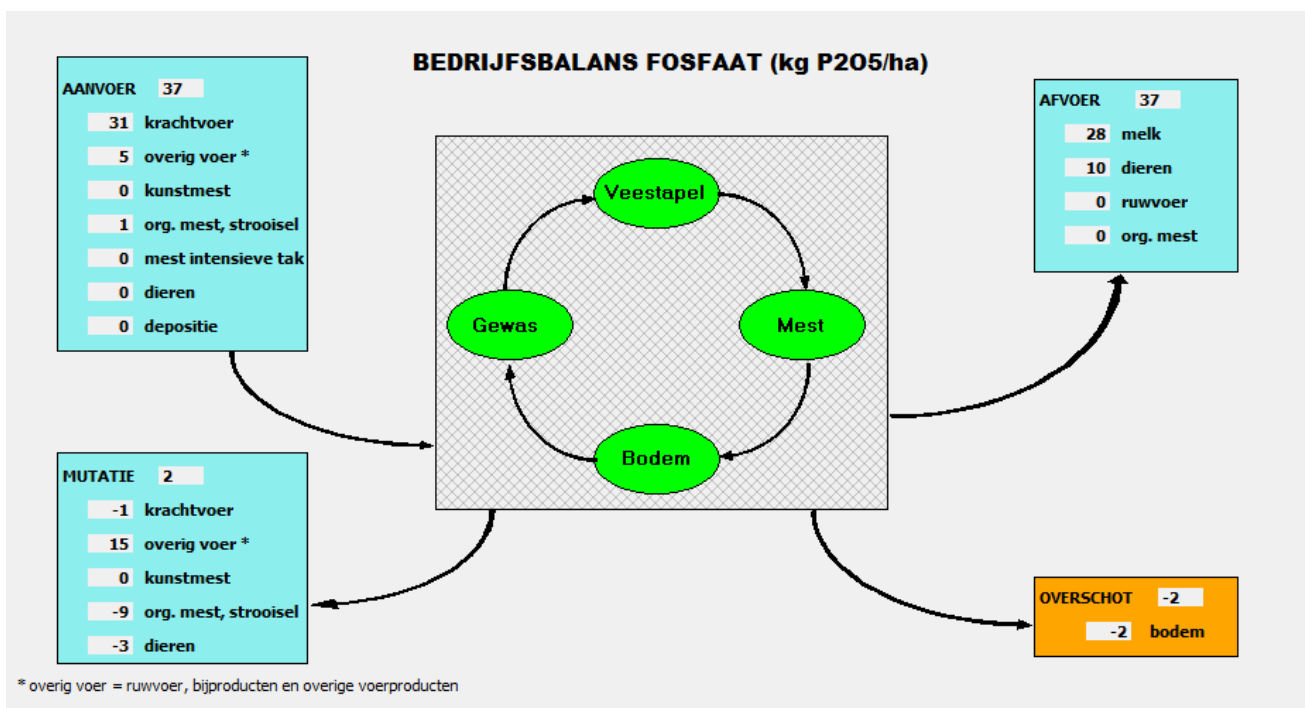 BEDRIJFSBALANS FOSFAAT (kg P2O5/ha)
AANVOER 37
31 krachtvoer
5 overig voer *
0 kunstmest
1 org. mest, strooisel
0 mest intensieve tak
0 dieren
0 depositie
AFVOER 37
28 melk
10 dieren
0 ruwvoer
0 org. mest
Veestapel
Gewas
Mest
Bodem
MUTATIE 2
-1 krachtvoer
15 overig voer *
0 kunstmest
-9 org. mest, strooisel
-3 dieren
OVERSCHOT -2
-2 bodem
* overig voer = ruwvoer, bijproducten en overige voerproducten